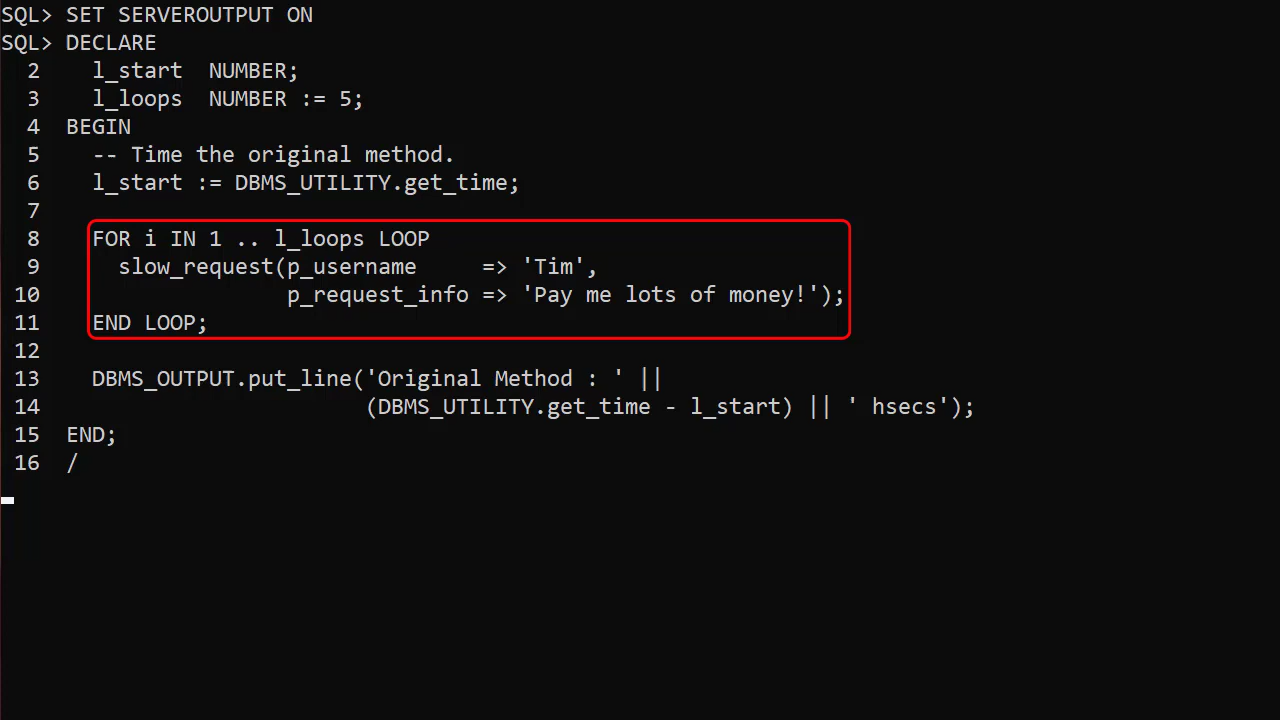 SQL> SET SERVEROUTPUT ON
SQL> DECLARE
  2    l_start  NUMBER;
  3    l_loops  NUMBER := 5;
  4  BEGIN
  5    -- Time the original method.
  6    l_start := DBMS_UTILITY.get_time;
  7
  8    FOR i IN 1 .. l_loops LOOP
  9      slow_request(p_username     => 'Tim',
 10                   p_request_info => 'Pay me lots of money!');
 11    END LOOP;
 12
 13    DBMS_OUTPUT.put_line('Original Method : ' ||
 14                         (DBMS_UTILITY.get_time - l_start) || ' hsecs');
 15  END;
 16  /